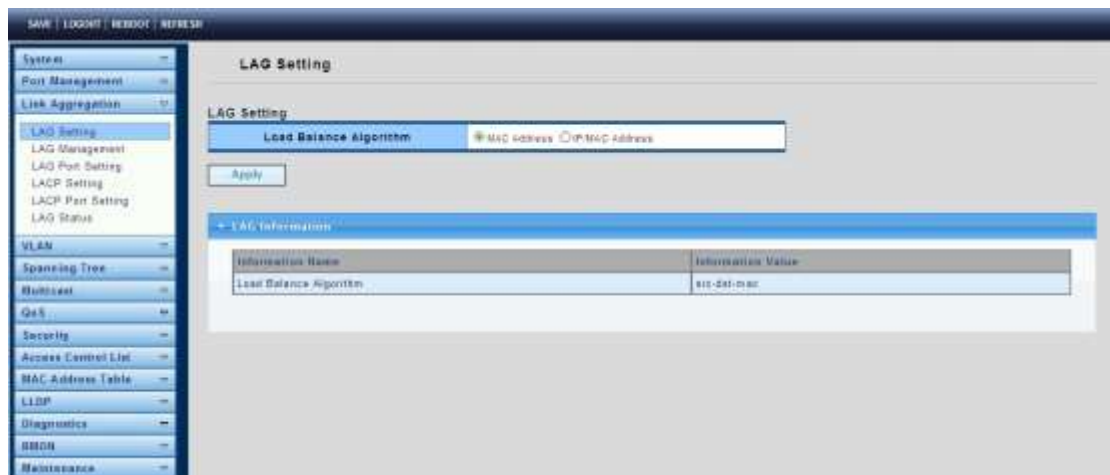 SAVE | LOGOUT | REBOOT | REFRESH
System
Port Management
Link Aggregation
LAG Setting
LAG Management
LAG Port Setting
LACP Setting
LACP Port Setting
LAG Status
VLAN
Spanning Tree
Multicast
QoS
Security
Access Control List
MAC Address Table
LLDP
Diagnostics
RMON
Maintenance
LAG Setting
LAG Setting
Load Balance Algorithm
MAC Address IP/MAC Address
Apply
LAG Information
Information Name Information Value
Load Balance Algorithm src-dst-mac